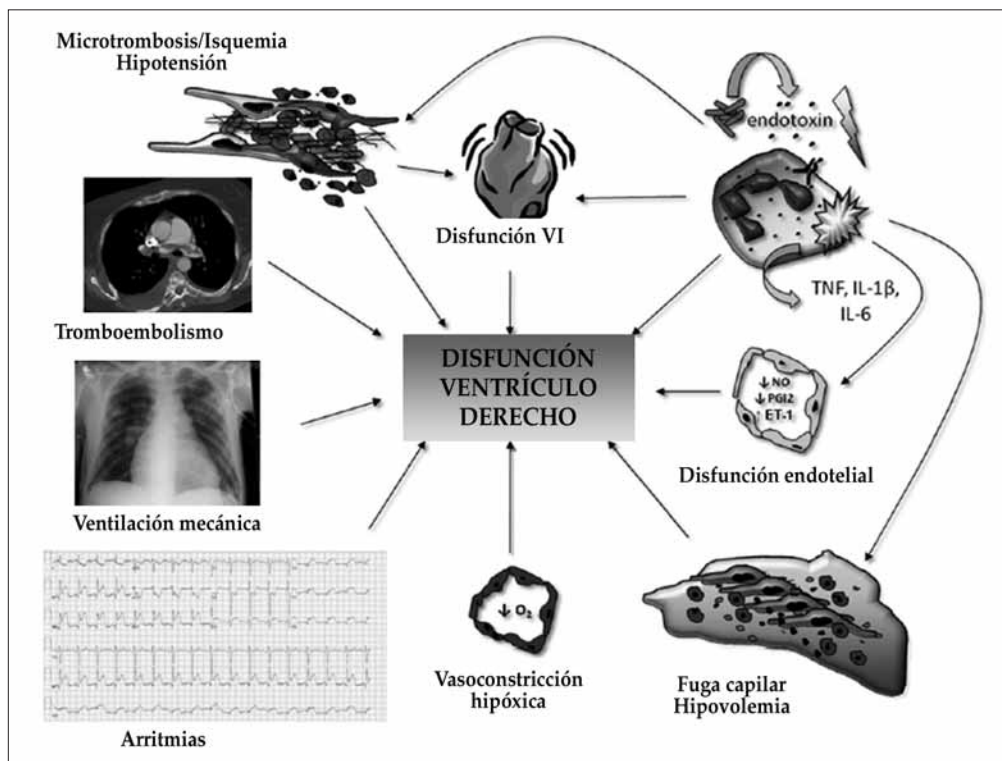 Microtrombosis/Isquemia
Hipotensión
endotoxin
Disfunción VI
TNF, IL-1β,
IL-6
Tromboembolismo
DISFUNCIÓN
VENTRÍCULO
DERECHO
↓ NO
↓ PGI2
↑ ET-1
Disfunción endotelial
Ventilación mecánica
↓ O₂
Vasoconstricción
hipóxica
Fuga capilar
Hipovolemia
Arritmias